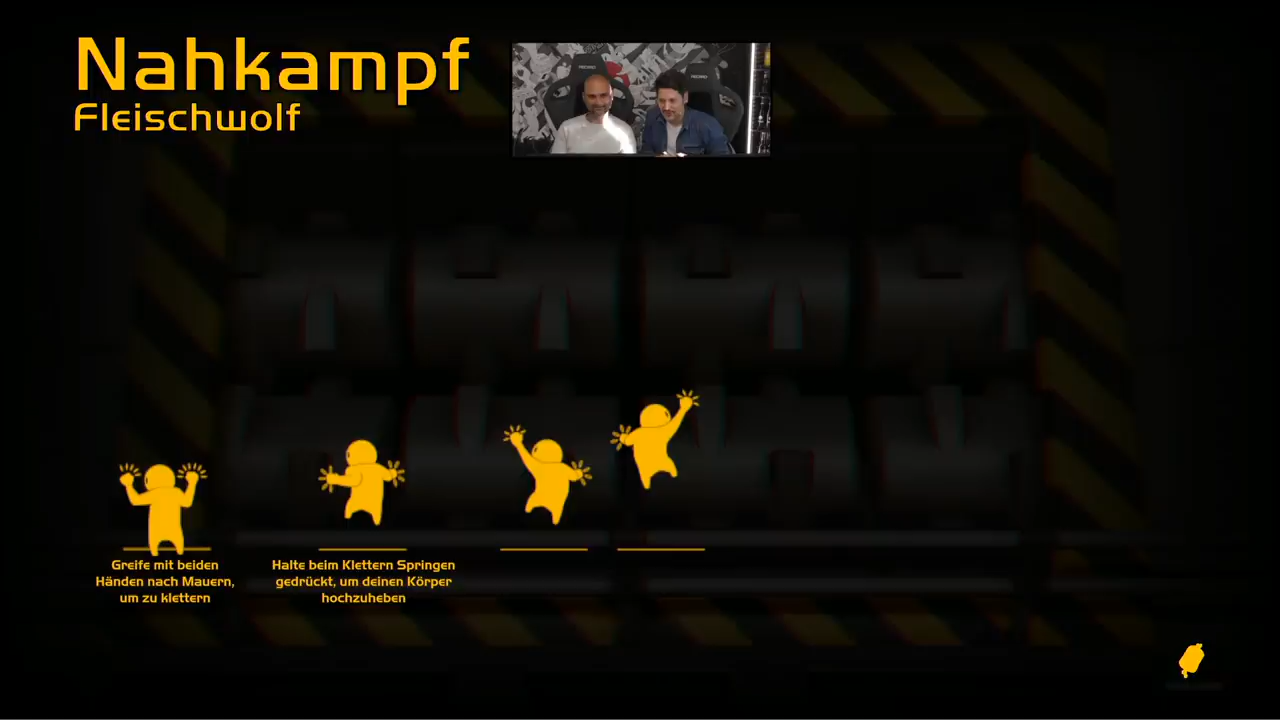 Nahkampf
Fleischwolf
Greife mit beiden
Händen nach Mauern,
um zu klettern
Halte beim Klettern Springen
gedrückt, um deinen Körper
hochzuheben